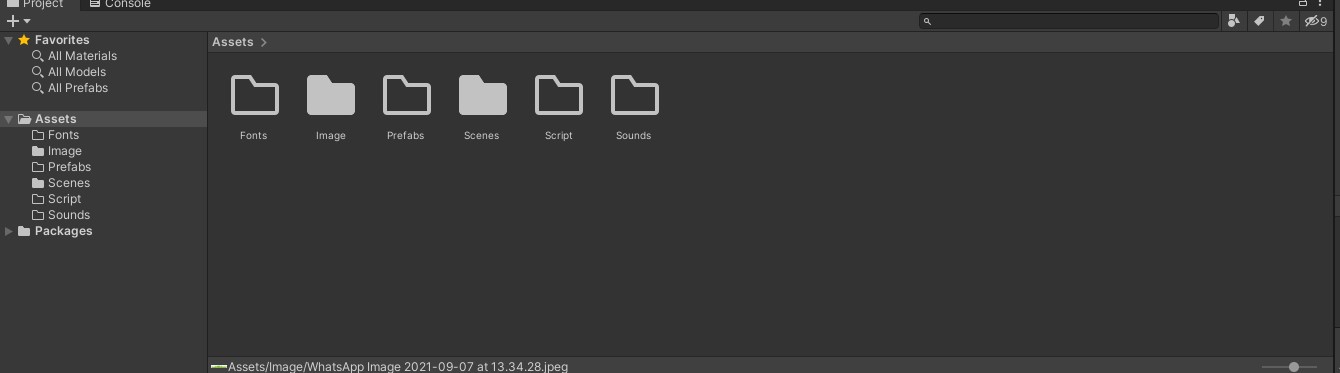 Project
Console
9
Favorites
All Materials
All Models
All Prefabs
Assets
Fonts
Image
Prefabs
Scenes
Script
Sounds
Packages
Assets
Fonts
Image
Prefabs
Scenes
Script
Sounds
Assets/Image/WhatsApp Image 2021-09-07 at 13.34.28.jpeg